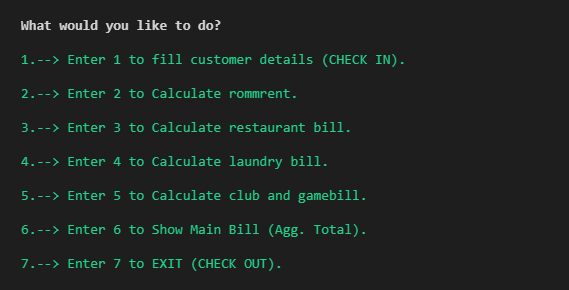 What would you like to do?
1.--> Enter 1 to fill customer details (CHECK IN).
2.--> Enter 2 to Calculate rommrent.
3.--> Enter 3 to Calculate restaurant bill.
4.--> Enter 4 to Calculate laundry bill.
5.--> Enter 5 to Calculate club and gamebill.
6.--> Enter 6 to Show Main Bill (Agg. Total).
7.--> Enter 7 to EXIT (CHECK OUT).